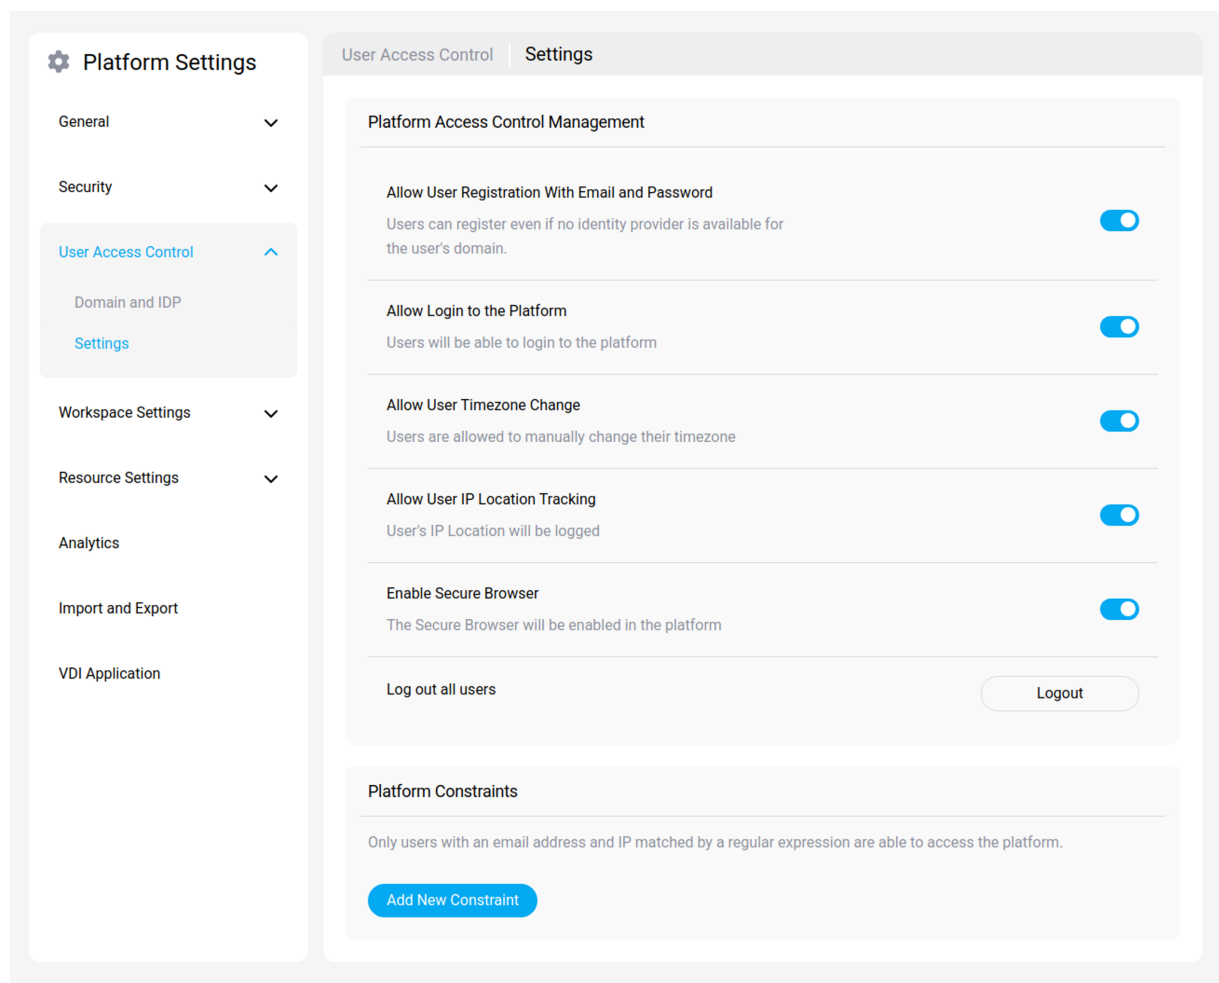 Platform Settings
General
Security
User Access Control
Domain and IDP
Settings
Workspace Settings
Resource Settings
Analytics
Import and Export
VDI Application
User Access Control
Settings
Platform Access Control Management
Allow User Registration With Email and Password
Users can register even if no identity provider is available for
the user's domain.
Allow Login to the Platform
Users will be able to login to the platform
Allow User Timezone Change
Users are allowed to manually change their timezone
Allow User IP Location Tracking
User's IP Location will be logged
Enable Secure Browser
The Secure Browser will be enabled in the platform
Log out all users
Logout
Platform Constraints
Only users with an email address and IP matched by a regular expression are able to access the platform.
Add New Constraint